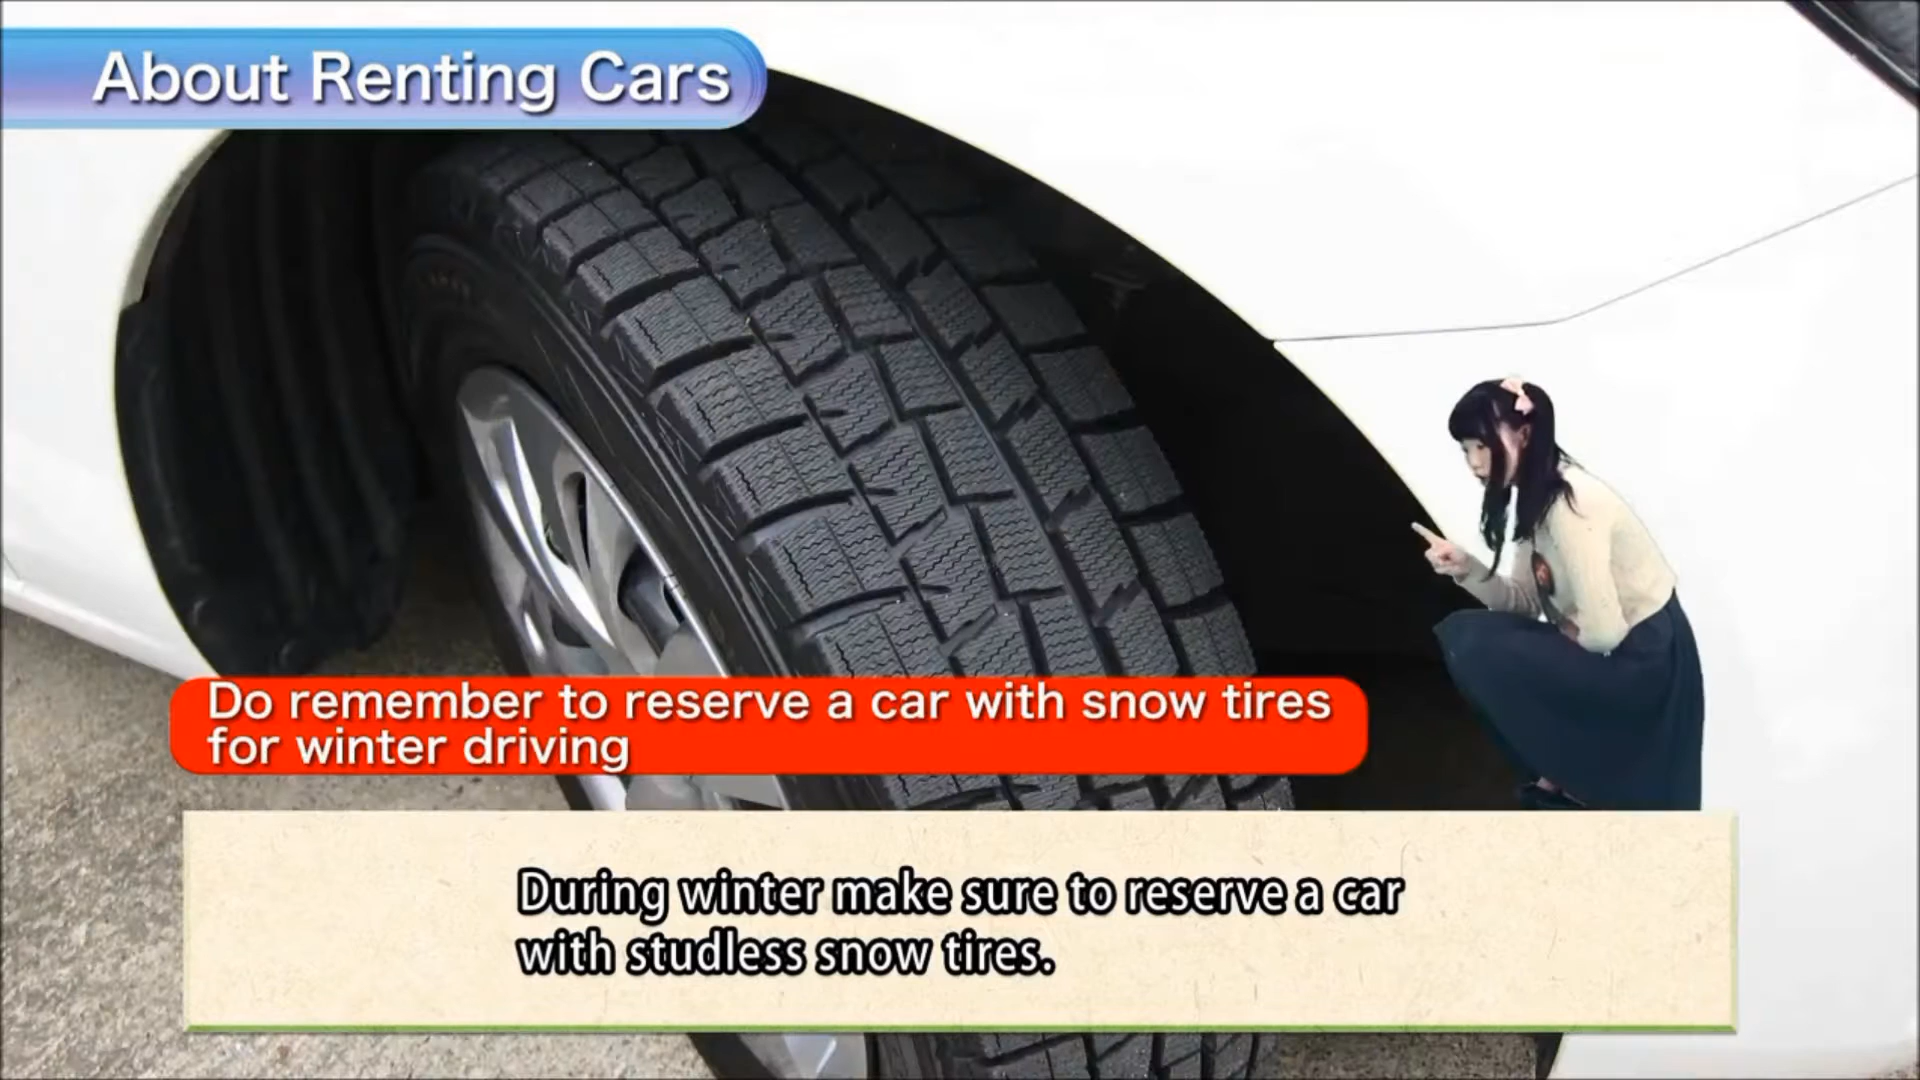 About Renting Cars
Do remember to reserve a car with snow tires
for winter driving
During winter make sure to reserve a car
with studless snow tires.